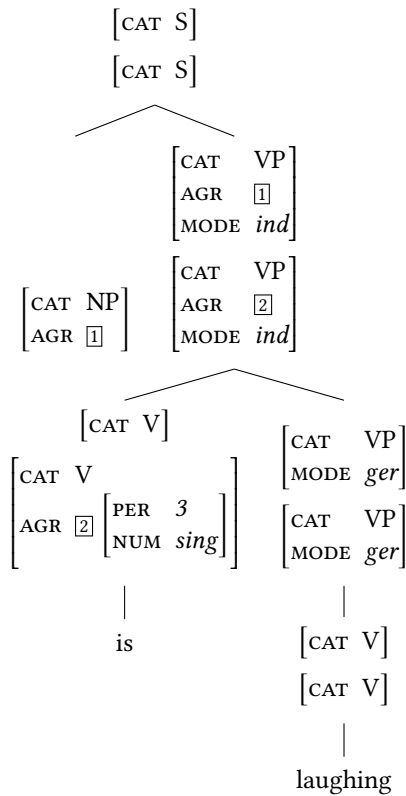 [CAT S]
[CAT S]
[CAT VP
AGR 1
MODE ind]
[CAT NP
AGR 1]
[CAT VP
AGR 2
MODE ind]
[CAT V]
[CAT V
AGR 2 [PER 3
NUM sing]]
[CAT VP
MODE ger]
[CAT VP
MODE ger]
is
[CAT V]
[CAT V]
laughing